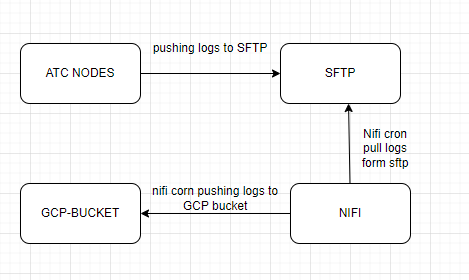 pushing logs to SFTP
ATC NODES
SFTP
Nifi cron
pull logs
form sftp
nifi corn pushing logs to
GCP bucket
GCP-BUCKET
NIFI